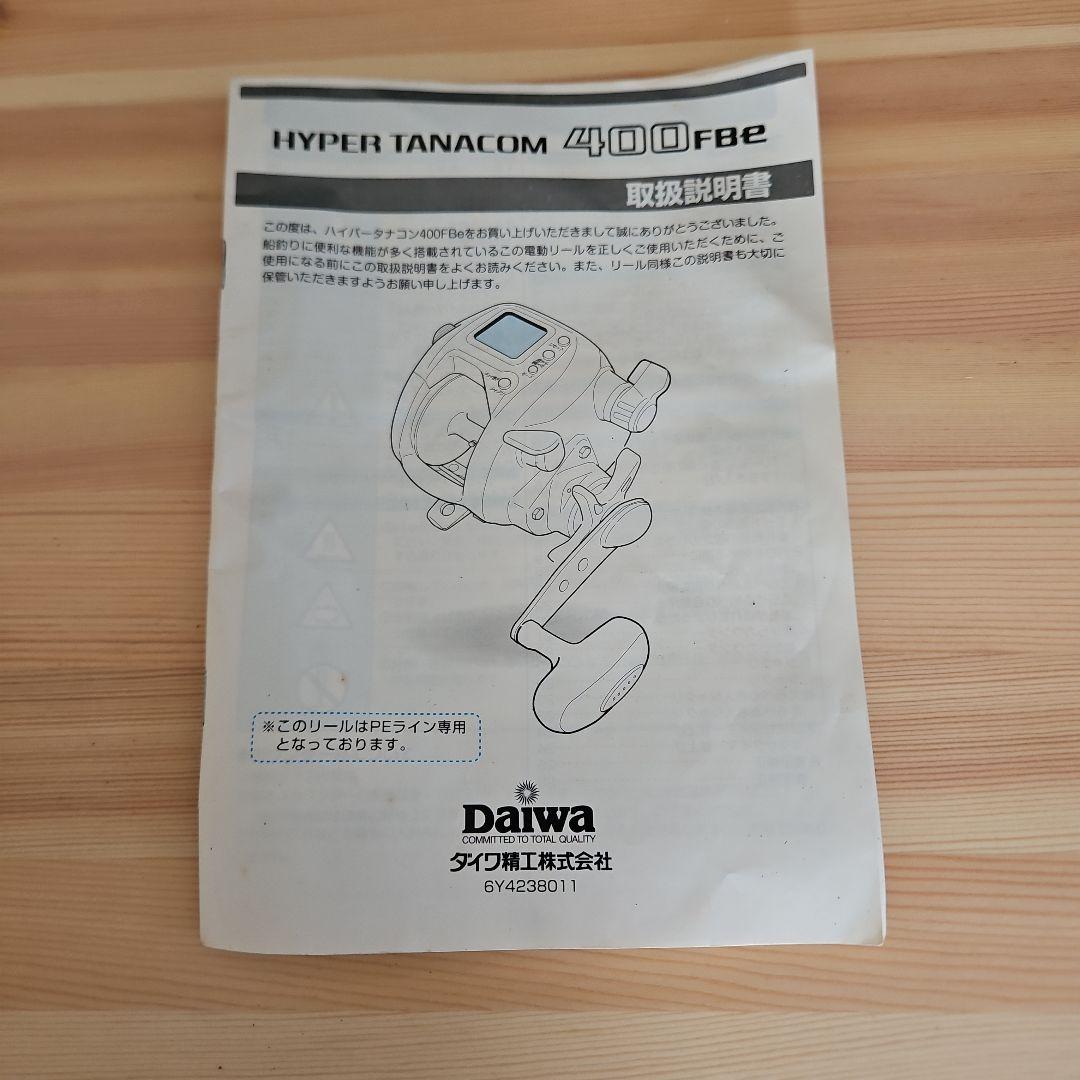 HYPER TANACOM 400FBe
取扱説明書
この度は、ハイパータナコン400FBeをお買い上げいただきまして誠にありがとうございました。
船釣りに便利な機能が多く搭載されているこの電動リールを正しくご使用いただくために、ご
使用になる前にこの取扱説明書をよくお読みください。また、リール同様この説明書も大切に
保管いただきますようお願い申し上げます。
※このリールはPEライン専用
となっております。
Daiwa
COMMITTED TO TOTAL QUALITY
ダイワ精工株式会社
6Y4238011